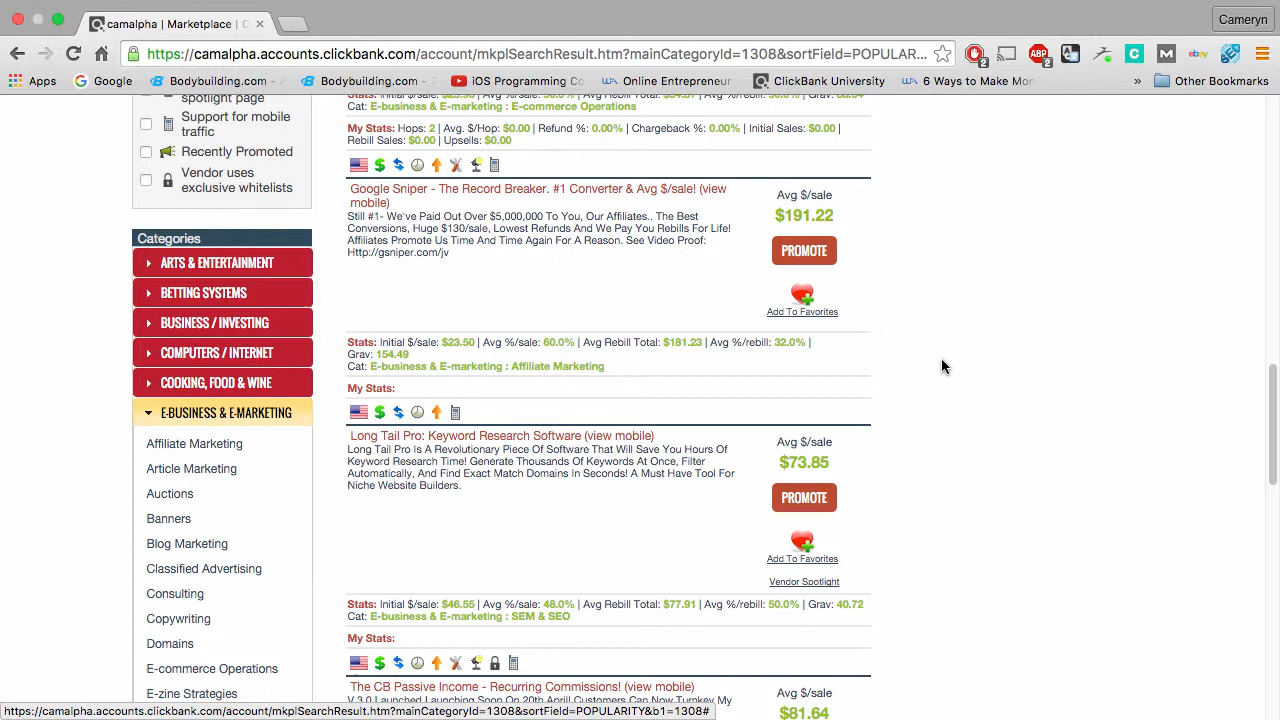 camalpha | Marketplace | C
Cameryn
https://camalpha.accounts.clickbank.com/account/mkplSearchResult.htm?mainCategoryId=1308&sortField=POPULAR...
Apps
Google
Bodybuilding.com -
Bodybuilding.com -
iOS Programming Co
Online Entrepreneur
ClickBank University
6 Ways to Make Mon
»
Other Bookmarks
spotlight page
Support for mobile
traffic
Recently Promoted
Vendor uses
exclusive whitelists
Categories
ARTS & ENTERTAINMENT
BETTING SYSTEMS
BUSINESS / INVESTING
COMPUTERS / INTERNET
COOKING, FOOD & WINE
E-BUSINESS & E-MARKETING
Affiliate Marketing
Article Marketing
Auctions
Banners
Blog Marketing
Classified Advertising
Consulting
Copywriting
Domains
E-commerce Operations
E-zine Strategies
Cat: E-business & E-marketing : E-commerce Operations
My Stats: Hops: 2 | Avg. $/Hop: $0.00 | Refund %: 0.00% | Chargeback %: 0.00% | Initial Sales: $0.00 |
Rebill Sales: $0.00 | Upsells: $0.00
Google Sniper - The Record Breaker. #1 Converter & Avg $/sale! (view
mobile)
Still #1- We've Paid Out Over $5,000,000 To You, Our Affiliates.. The Best
Conversions, Huge $130/sale, Lowest Refunds And We Pay You Rebills For Life!
Affiliates Promote Us Time And Time Again For A Reason. See Video Proof:
Http://gsniper.com/jv
Avg $/sale
$191.22
PROMOTE
Add To Favorites
Stats: Initial $/sale: $23.50 | Avg %/sale: 60.0% | Avg Rebill Total: $181.23 | Avg %/rebill: 32.0% |
Grav: 154.49
Cat: E-business & E-marketing : Affiliate Marketing
My Stats:
Long Tail Pro: Keyword Research Software (view mobile)
Long Tail Pro Is A Revolutionary Piece Of Software That Will Save You Hours Of
Keyword Research Time! Generate Thousands Of Keywords At Once, Filter
Automatically, And Find Exact Match Domains In Seconds! A Must Have Tool For
Niche Website Builders.
Avg $/sale
$73.85
PROMOTE
Add To Favorites
Vendor Spotlight
Stats: Initial $/sale: $46.55 | Avg %/sale: 48.0% | Avg Rebill Total: $77.91 | Avg %/rebill: 50.0% | Grav: 40.72
Cat: E-business & E-marketing : SEM & SEO
My Stats:
The CB Passive Income - Recurring Commissions! (view mobile)
V 3.0 Launched Launching Soon On 20th April! Customers Can Now Turnkey My
Avg $/sale
$81.64
https://camalpha.accounts.clickbank.com/account/mkplSearchResult.htm?mainCategoryId=1308&sortField=POPULARITY&b1=1308#